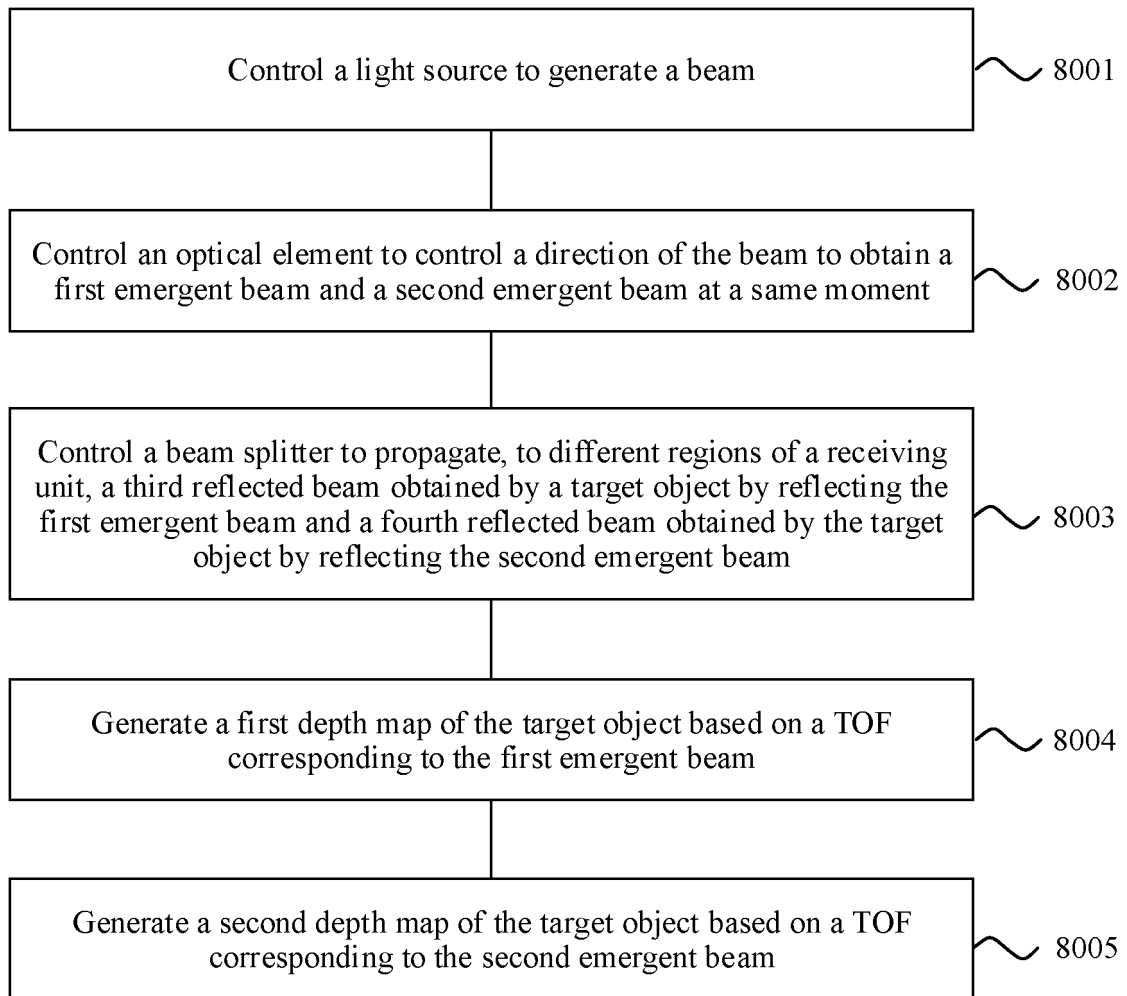 Control a light source to generate a beam
8001
Control an optical element to control a direction of the beam to obtain a
first emergent beam and a second emergent beam at a same moment
8002
Control a beam splitter to propagate, to different regions of a receiving
unit, a third reflected beam obtained by a target object by reflecting the
first emergent beam and a fourth reflected beam obtained by the target
object by reflecting the second emergent beam
8003
Generate a first depth map of the target object based on a TOF
corresponding to the first emergent beam
8004
Generate a second depth map of the target object based on a TOF
corresponding to the second emergent beam
8005